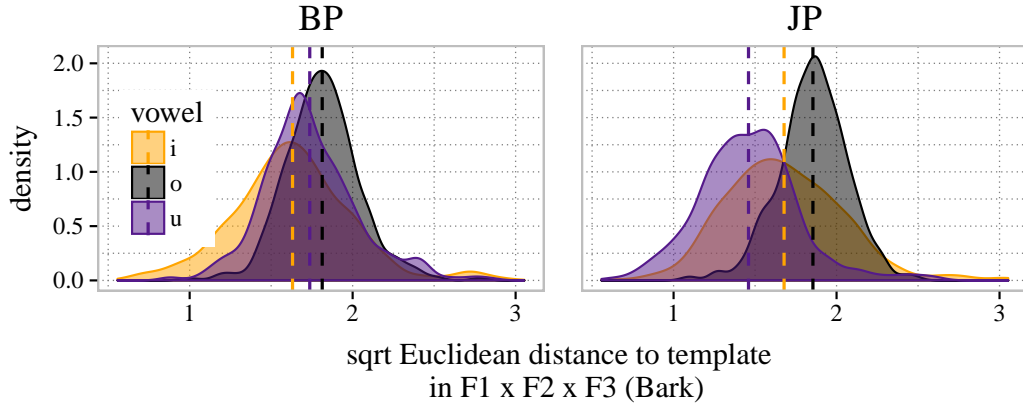 BP
JP
density
2.0
1.5
1.0
0.5
0.0
vowel
i
o
u
1
2
3
1
2
3
sqrt Euclidean distance to template
in F1 x F2 x F3 (Bark)